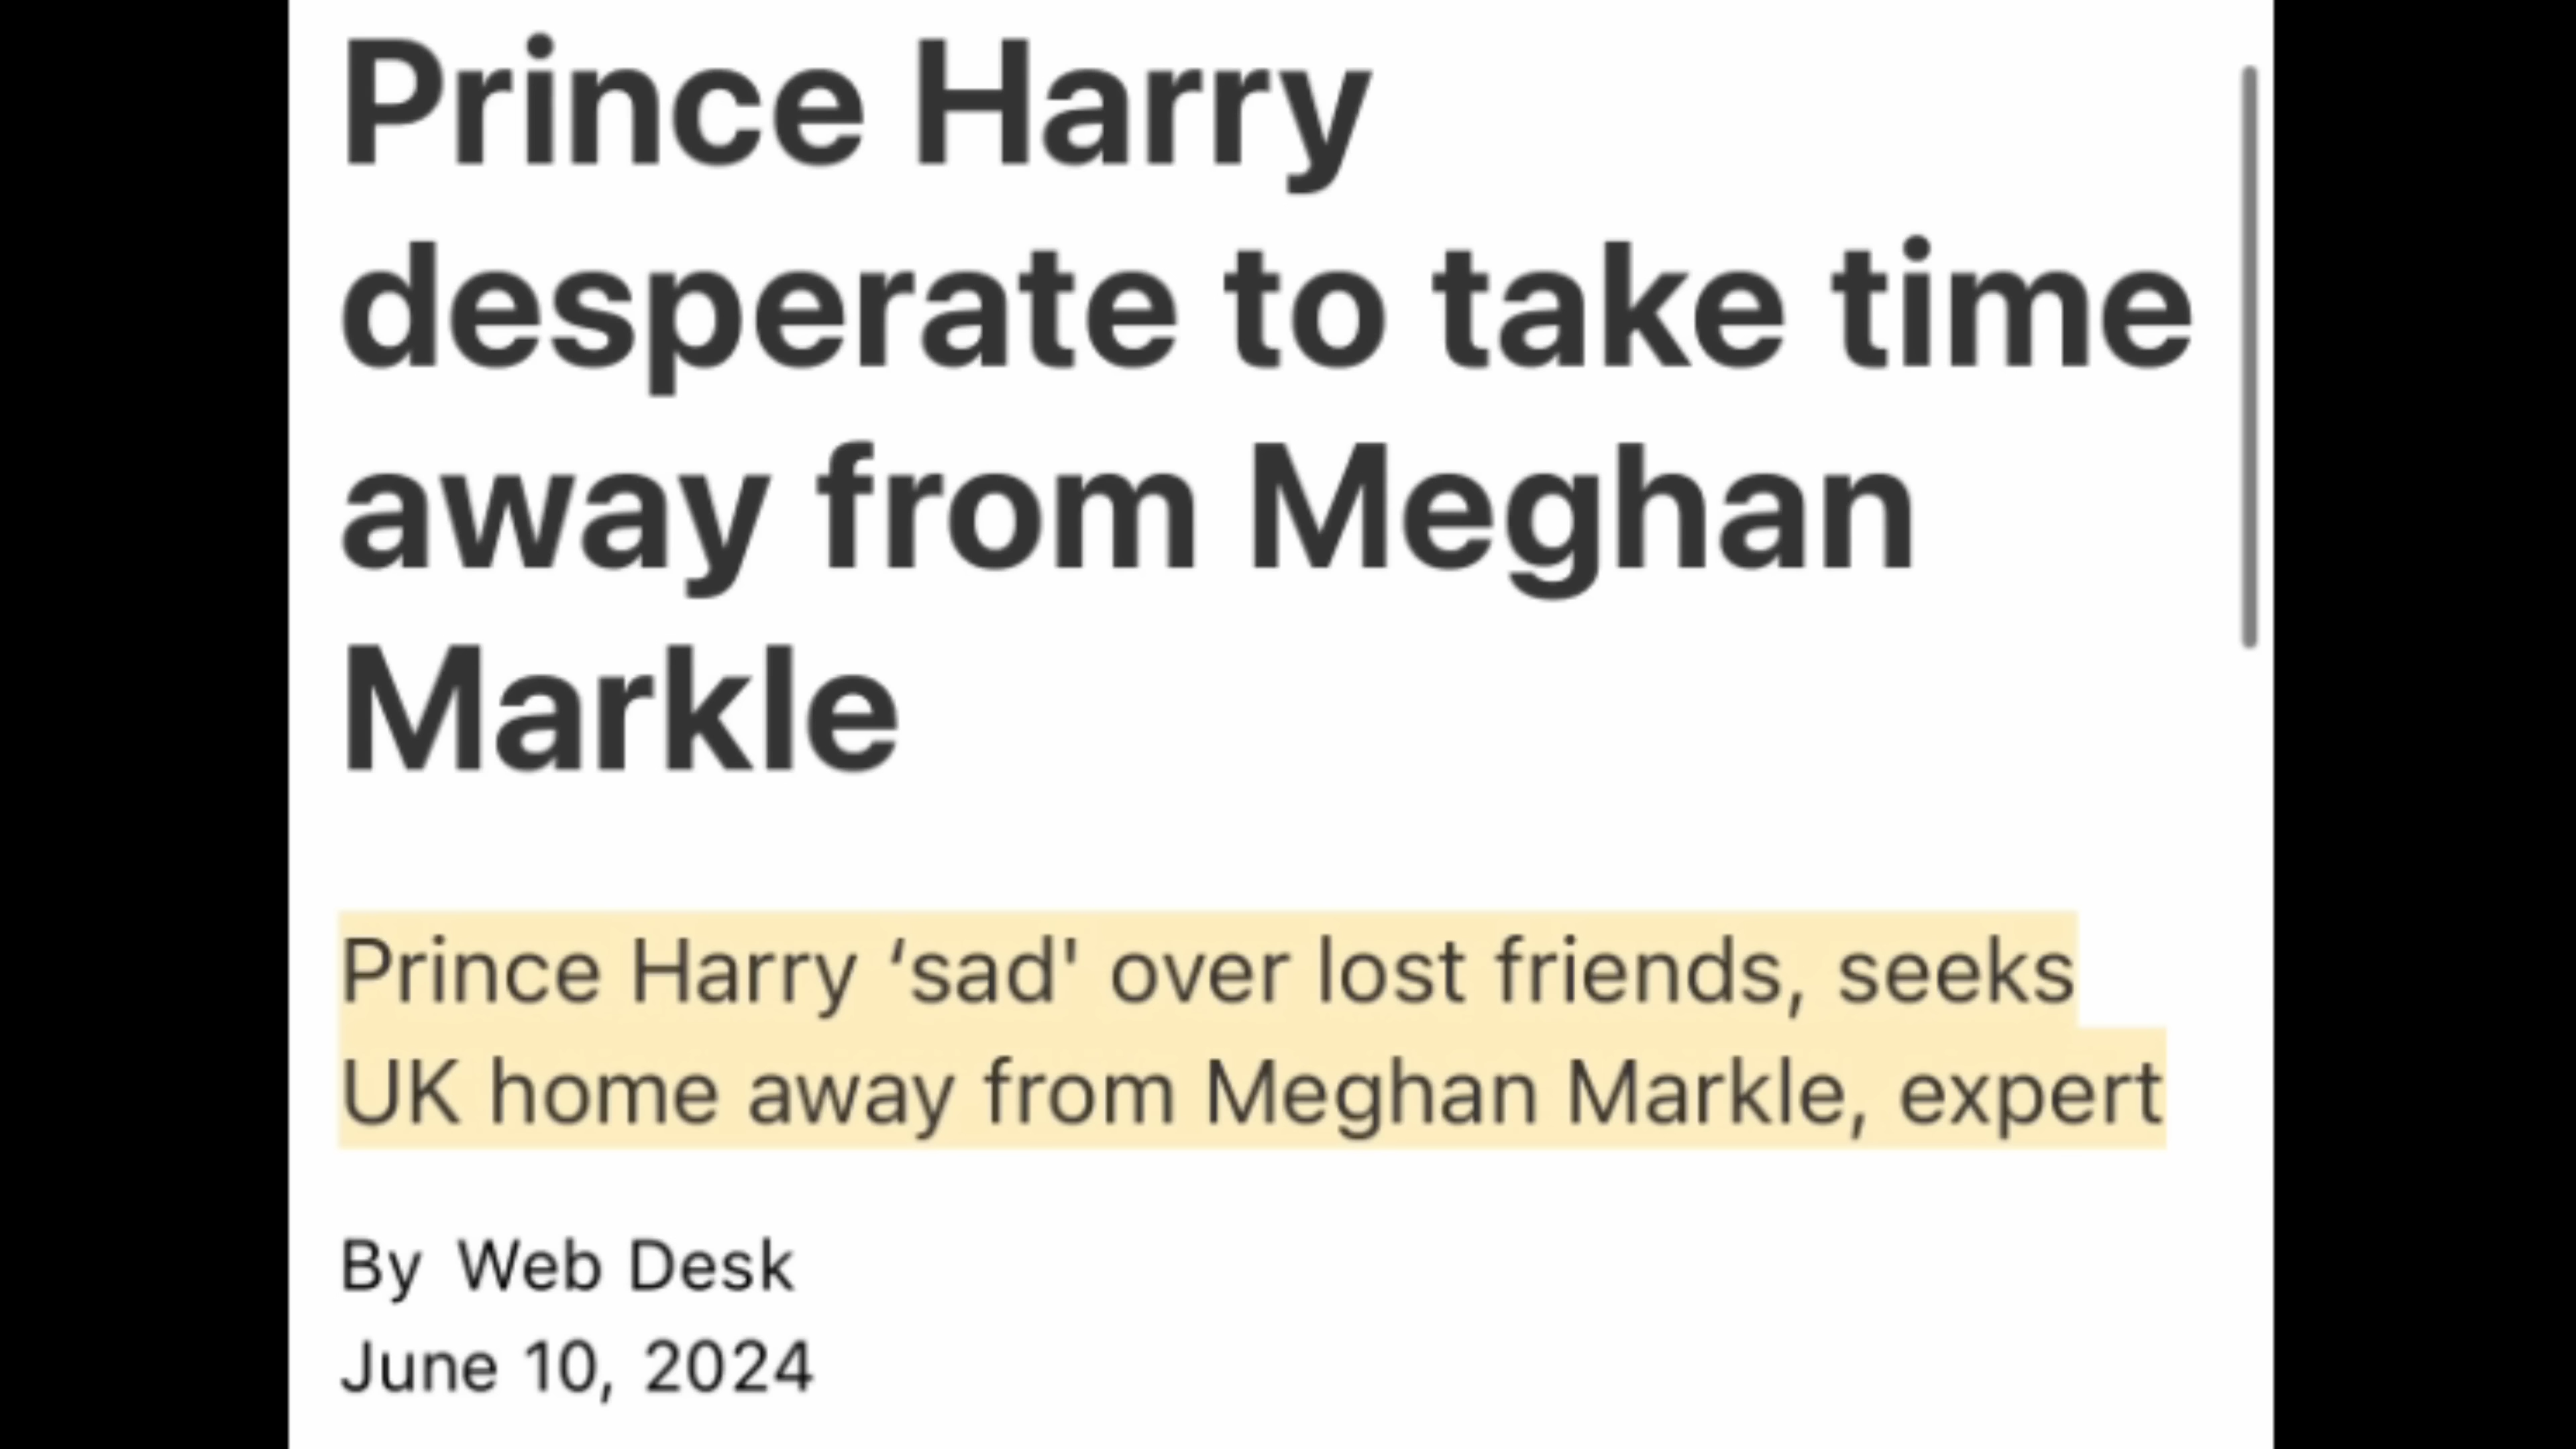 Prince Harry
desperate to take time
away from Meghan
Markle
Prince Harry ‘sad' over lost friends, seeks
UK home away from Meghan Markle, expert
By Web Desk
June 10, 2024